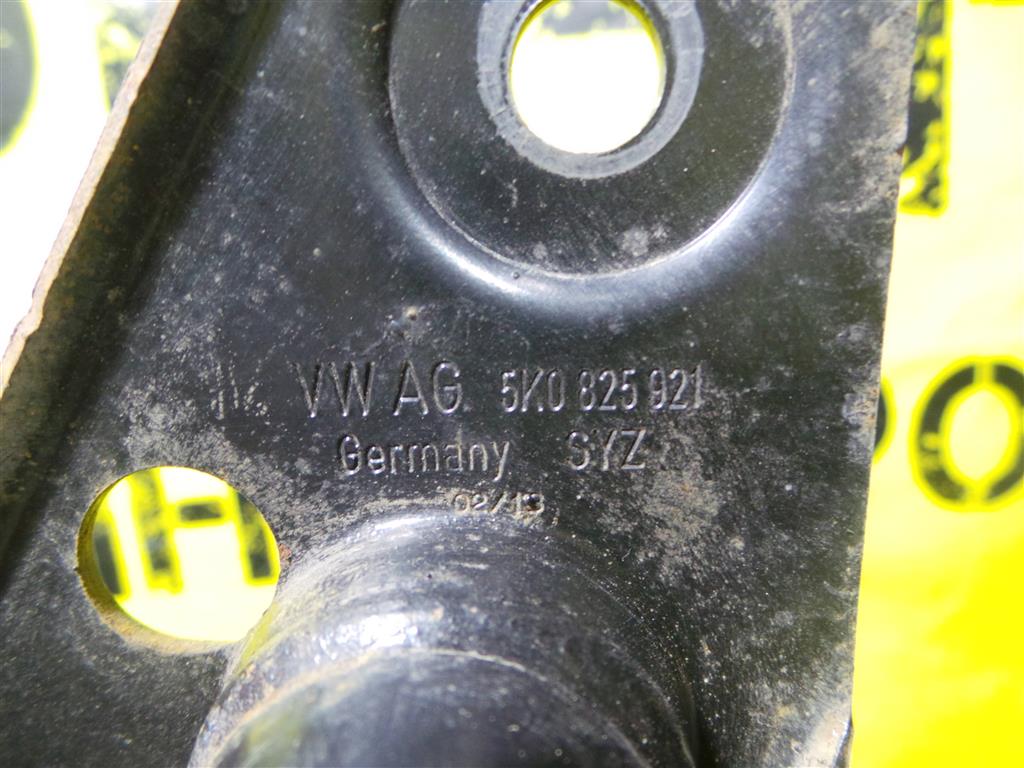 VW AG. 5K0 825 921
Germany SYZ
02/13